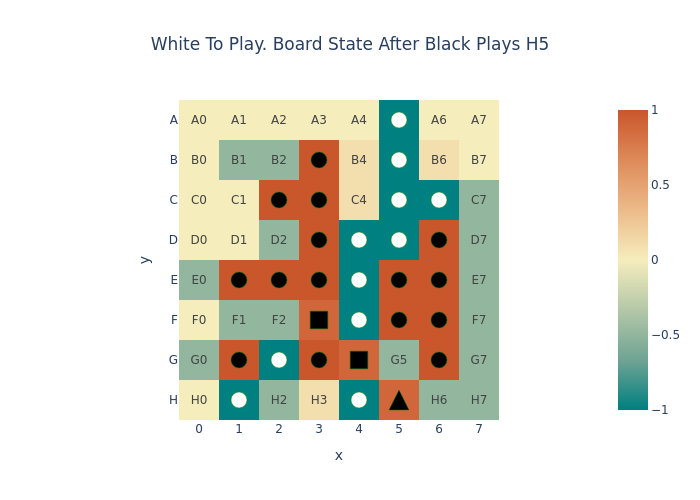 White To Play. Board State After Black Plays H5
A A0 A1 A2 A3 A4 A6 A7
B B0 B1 B2 B4 B6 B7
C C0 C1 C4 C7
D D0 D1 D2 D7
E E0 E7
F F0 F1 F2 F7
G G0 G5 G7
H H0 H2 H3 H6 H7
0 1 2 3 4 5 6 7
x
y
1
0.5
0
−0.5
−1